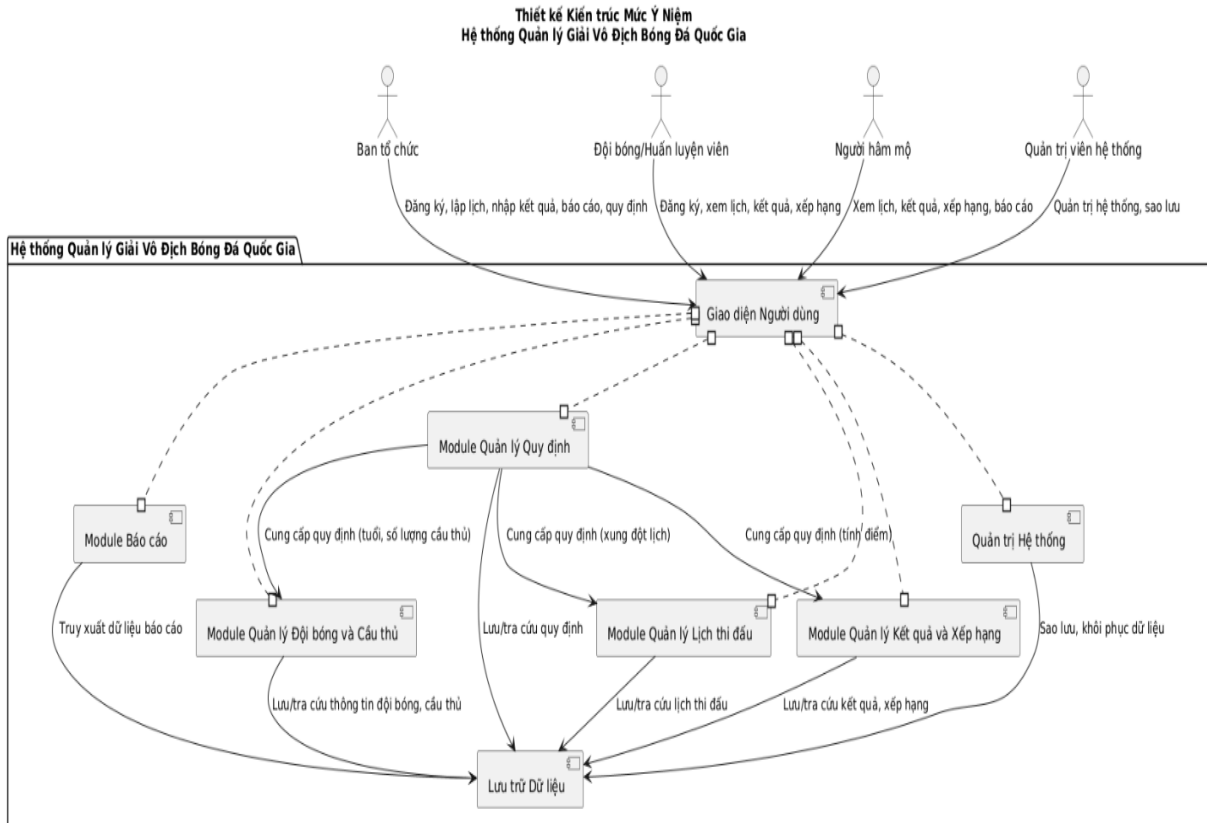 Thiết kế Kiến trúc Mức Ý Niệm
Hệ thống Quản lý Giải Vô Địch Bóng Đá Quốc Gia
Ban tổ chức
Đội bóng/Huấn luyện viên
Người hâm mộ
Quản trị viên hệ thống
Đăng ký, lập lịch, nhập kết quả, báo cáo, quy định
Đăng ký, xem lịch, kết quả, xếp hạng
Xem lịch, kết quả, xếp hạng, báo cáo
Quản trị hệ thống, sao lưu
Hệ thống Quản lý Giải Vô Địch Bóng Đá Quốc Gia
Giao diện Người dùng
Module Quản lý Quy định
Module Báo cáo
Cung cấp quy định (tuổi, số lượng cầu thủ)
Cung cấp quy định (xung đột lịch)
Cung cấp quy định (tính điểm)
Quản trị Hệ thống
Truy xuất dữ liệu báo cáo
Module Quản lý Đội bóng và Cầu thủ
Lưu/tra cứu quy định
Module Quản lý Lịch thi đấu
Module Quản lý Kết quả và Xếp hạng
Sao lưu, khôi phục dữ liệu
Lưu/tra cứu thông tin đội bóng, cầu thủ
Lưu/tra cứu lịch thi đấu
Lưu/tra cứu kết quả, xếp hạng
Lưu trữ Dữ liệu